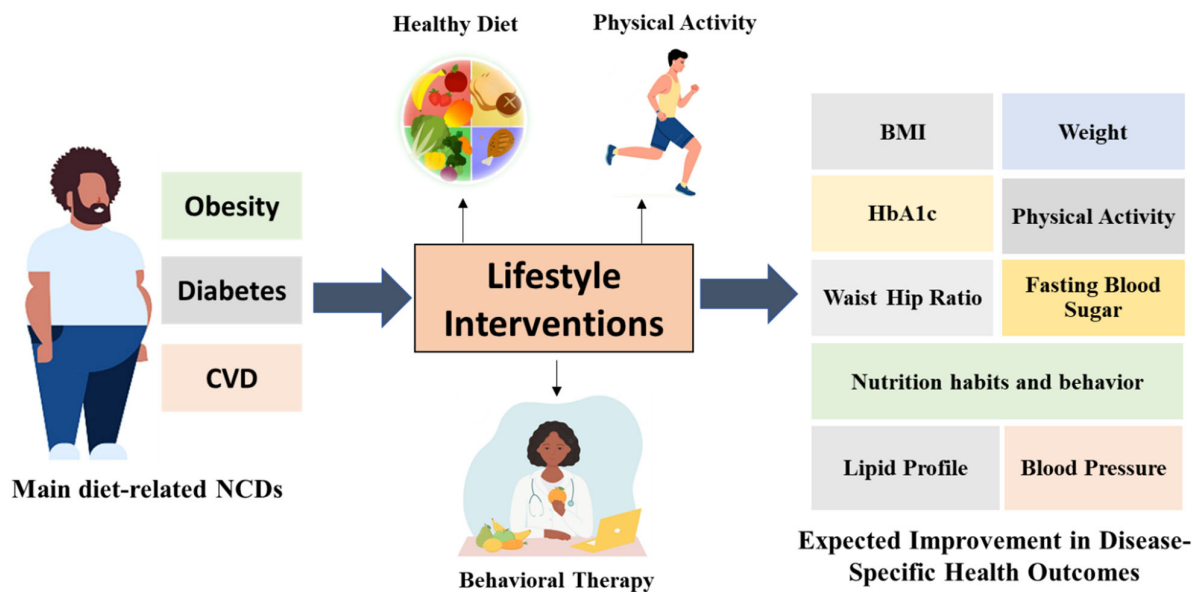 Healthy Diet
Physical Activity
Obesity
Diabetes
CVD
Main diet-related NCDs
Lifestyle
Interventions
Behavioral Therapy
BMI
Weight
HbA1c
Physical Activity
Waist Hip Ratio
Fasting Blood
Sugar
Nutrition habits and behavior
Lipid Profile
Blood Pressure
Expected Improvement in Disease-
Specific Health Outcomes